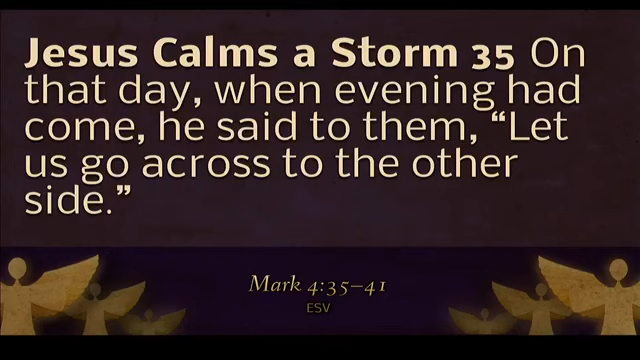 Jesus Calms a Storm 35 On
that day, when evening had
come, he said to them, “Let
us go across to the other
side.”
Mark 4:35–41
ESV